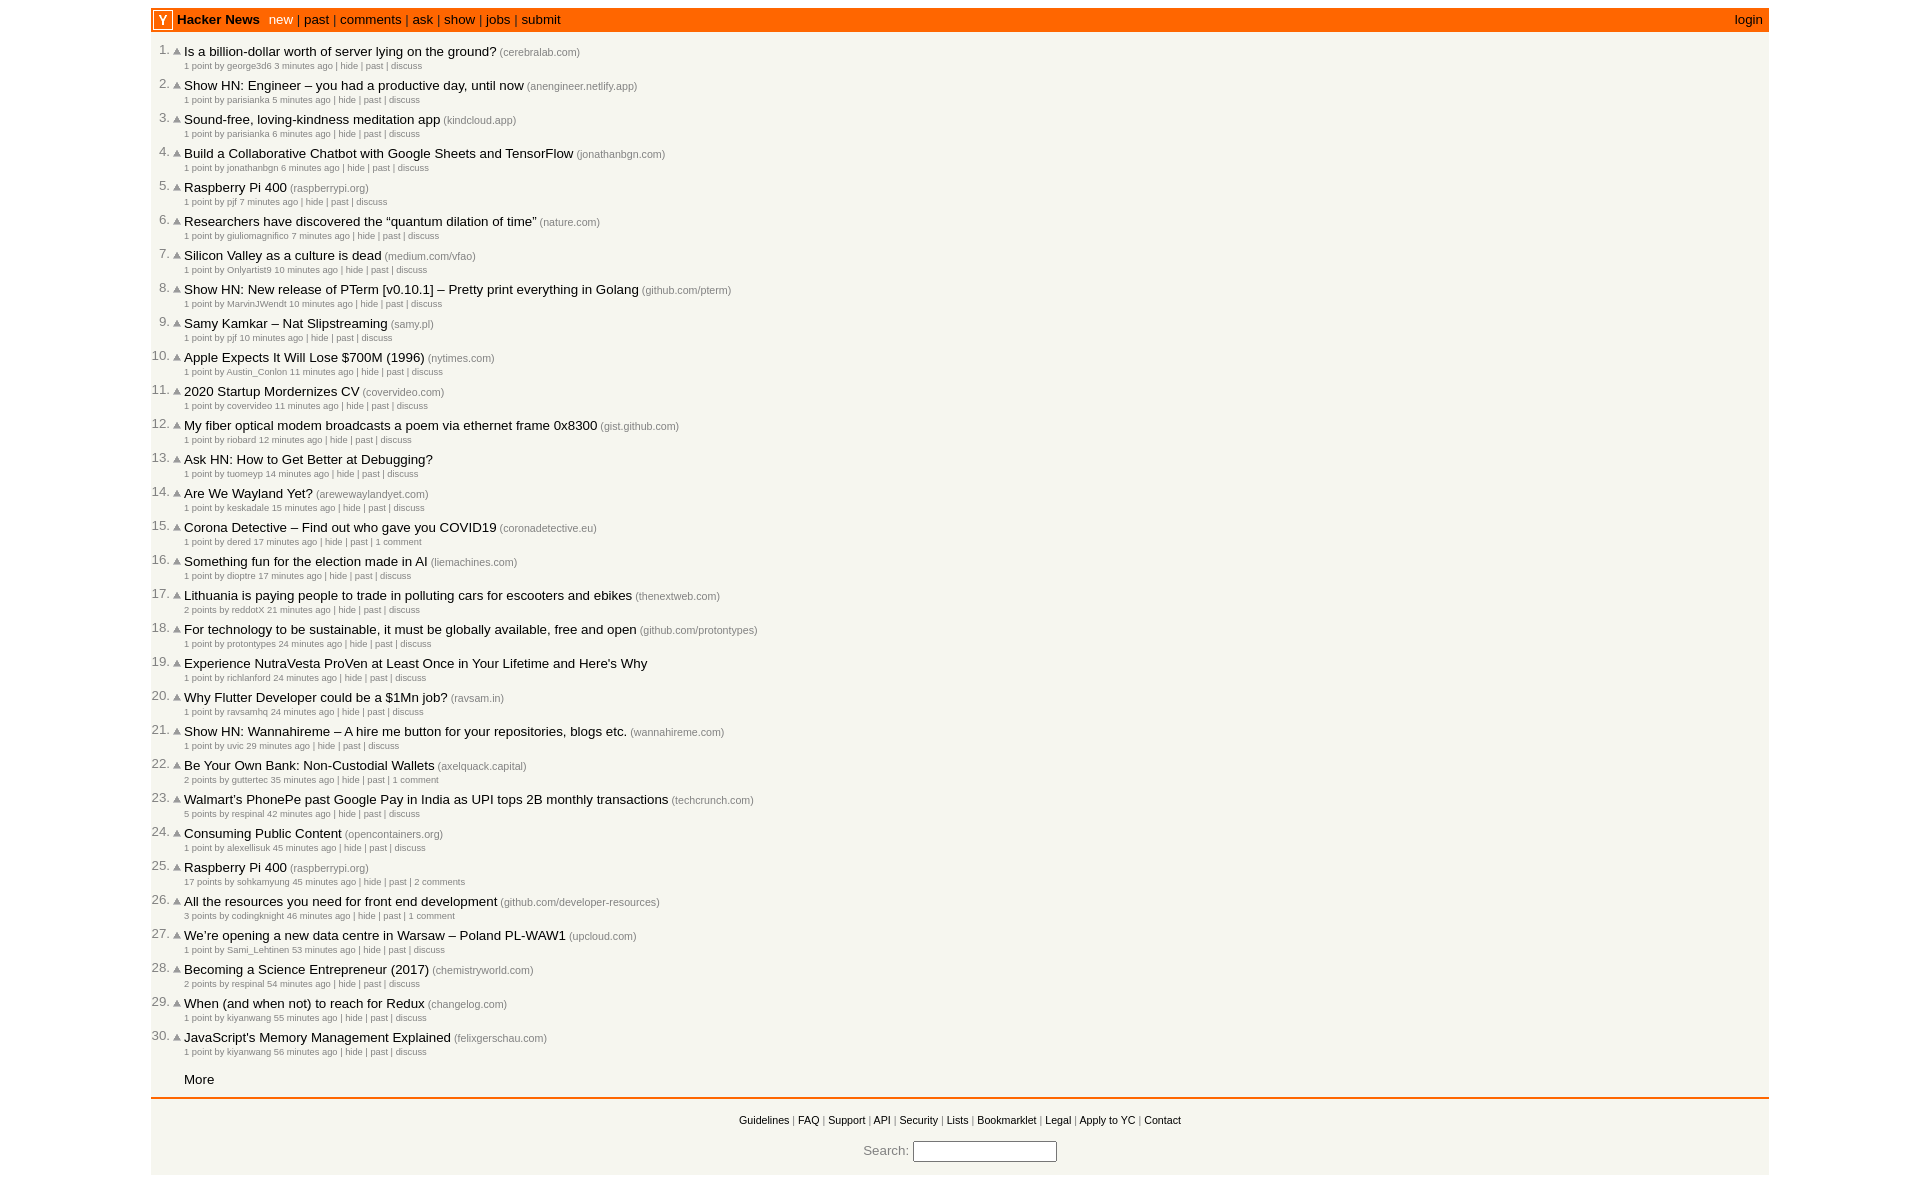 Y Hacker News new | past | comments | ask | show | jobs | submit login
1. Is a billion-dollar worth of server lying on the ground? (cerebralab.com)
1 point by george3d6 3 minutes ago | hide | past | discuss
2. Show HN: Engineer – you had a productive day, until now (anengineer.netlify.app)
1 point by parisianka 5 minutes ago | hide | past | discuss
3. Sound-free, loving-kindness meditation app (kindcloud.app)
1 point by parisianka 6 minutes ago | hide | past | discuss
4. Build a Collaborative Chatbot with Google Sheets and TensorFlow (jonathanbgn.com)
1 point by jonathanbgn 6 minutes ago | hide | past | discuss
5. Raspberry Pi 400 (raspberrypi.org)
1 point by pjf 7 minutes ago | hide | past | discuss
6. Researchers have discovered the “quantum dilation of time” (nature.com)
1 point by giuliomagnifico 7 minutes ago | hide | past | discuss
7. Silicon Valley as a culture is dead (medium.com/vfao)
1 point by Onlyartist9 10 minutes ago | hide | past | discuss
8. Show HN: New release of PTerm [v0.10.1] – Pretty print everything in Golang (github.com/pterm)
1 point by MarvinJWendt 10 minutes ago | hide | past | discuss
9. Samy Kamkar – Nat Slipstreaming (samy.pl)
1 point by pjf 10 minutes ago | hide | past | discuss
10. Apple Expects It Will Lose $700M (1996) (nytimes.com)
1 point by Austin_Conlon 11 minutes ago | hide | past | discuss
11. 2020 Startup Mordernizes CV (covervideo.com)
1 point by covervideo 11 minutes ago | hide | past | discuss
12. My fiber optical modem broadcasts a poem via ethernet frame 0x8300 (gist.github.com)
1 point by riobard 12 minutes ago | hide | past | discuss
13. Ask HN: How to Get Better at Debugging?
1 point by tuomeyp 14 minutes ago | hide | past | discuss
14. Are We Wayland Yet? (arewewaylandyet.com)
1 point by keskadale 15 minutes ago | hide | past | discuss
15. Corona Detective – Find out who gave you COVID19 (coronadetective.eu)
1 point by dered 17 minutes ago | hide | past | 1 comment
16. Something fun for the election made in AI (liemachines.com)
1 point by dioptre 17 minutes ago | hide | past | discuss
17. Lithuania is paying people to trade in polluting cars for escooters and ebikes (thenextweb.com)
2 points by reddotX 21 minutes ago | hide | past | discuss
18. For technology to be sustainable, it must be globally available, free and open (github.com/protontypes)
1 point by protontypes 24 minutes ago | hide | past | discuss
19. Experience NutraVesta ProVen at Least Once in Your Lifetime and Here's Why
1 point by richlanford 24 minutes ago | hide | past | discuss
20. Why Flutter Developer could be a $1Mn job? (ravsam.in)
1 point by ravsamhq 24 minutes ago | hide | past | discuss
21. Show HN: Wannahireme – A hire me button for your repositories, blogs etc. (wannahireme.com)
1 point by uvic 29 minutes ago | hide | past | discuss
22. Be Your Own Bank: Non-Custodial Wallets (axelquack.capital)
2 points by guttertec 35 minutes ago | hide | past | 1 comment
23. Walmart’s PhonePe past Google Pay in India as UPI tops 2B monthly transactions (techcrunch.com)
5 points by respinal 42 minutes ago | hide | past | discuss
24. Consuming Public Content (opencontainers.org)
1 point by alexellisuk 45 minutes ago | hide | past | discuss
25. Raspberry Pi 400 (raspberrypi.org)
17 points by sohkamyung 45 minutes ago | hide | past | 2 comments
26. All the resources you need for front end development (github.com/developer-resources)
3 points by codingknight 46 minutes ago | hide | past | 1 comment
27. We’re opening a new data centre in Warsaw – Poland PL-WAW1 (upcloud.com)
1 point by Sami_Lehtinen 53 minutes ago | hide | past | discuss
28. Becoming a Science Entrepreneur (2017) (chemistryworld.com)
2 points by respinal 54 minutes ago | hide | past | discuss
29. When (and when not) to reach for Redux (changelog.com)
1 point by kiyanwang 55 minutes ago | hide | past | discuss
30. JavaScript's Memory Management Explained (felixgerschau.com)
1 point by kiyanwang 56 minutes ago | hide | past | discuss
More
Guidelines | FAQ | Support | API | Security | Lists | Bookmarklet | Legal | Apply to YC | Contact
Search: